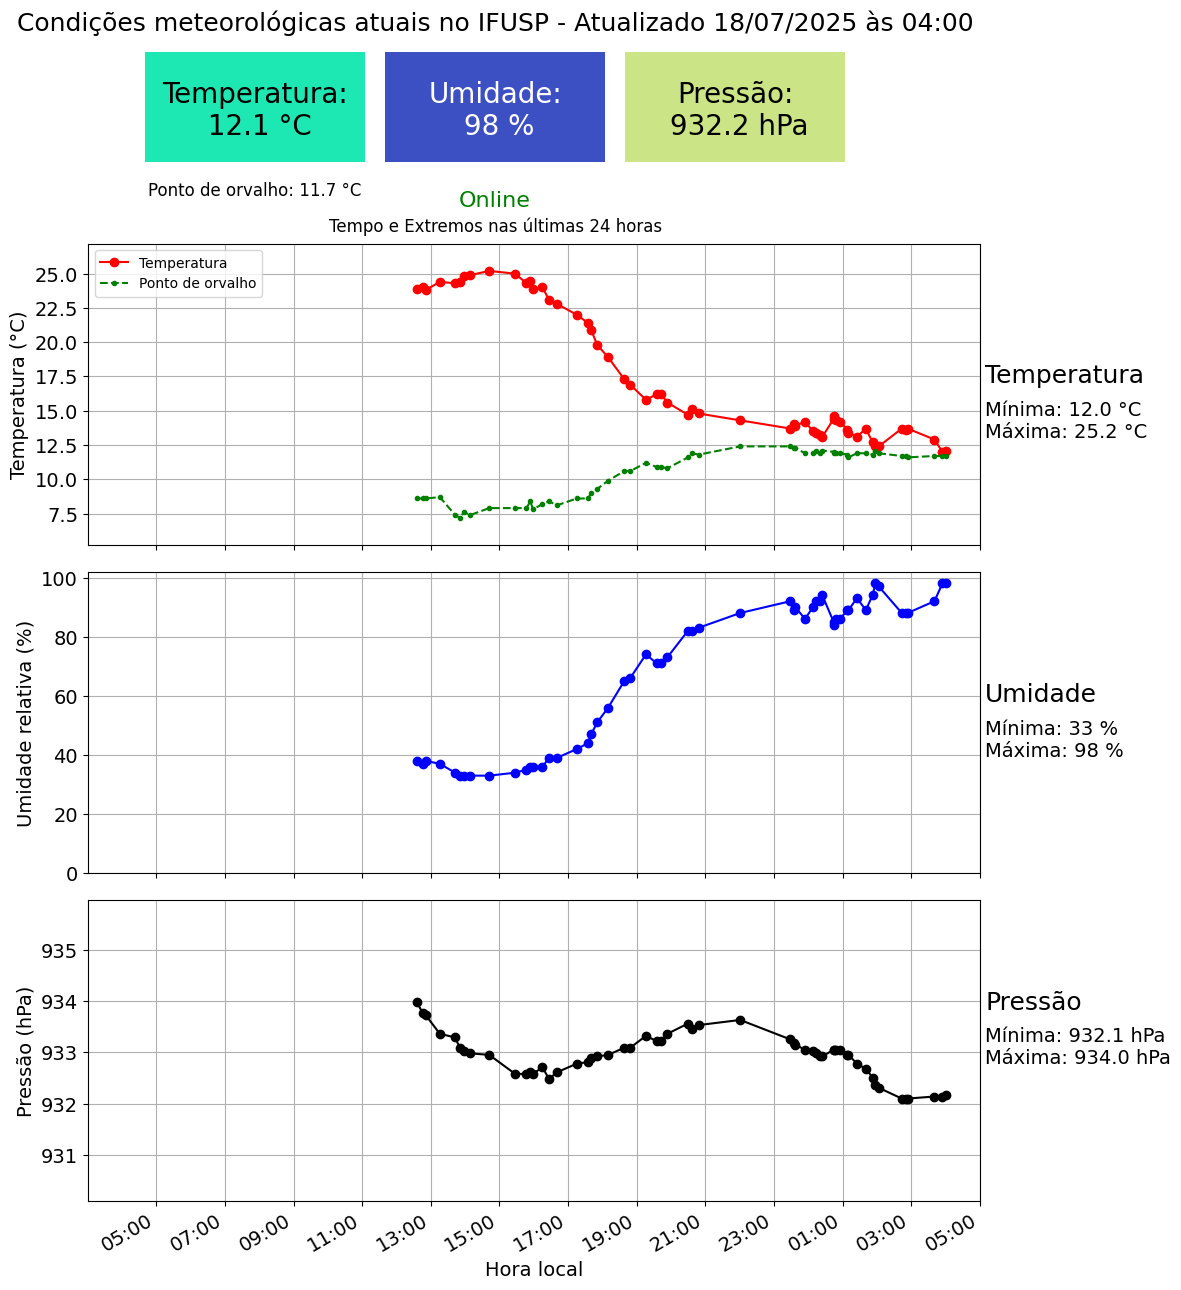 Condições meteorológicas atuais no IFUSP - Atualizado 18/07/2025 às 04:00
Temperatura:
12.1 °C
Umidade:
98 %
Pressão:
932.2 hPa
Ponto de orvalho: 11.7 °C
Online
Tempo e Extremos nas últimas 24 horas
Temperatura
Ponto de orvalho
Temperatura (°C)
25.0
22.5
20.0
17.5
15.0
12.5
10.0
7.5
Temperatura
Mínima: 12.0 °C
Máxima: 25.2 °C
Umidade relativa (%)
100
80
60
40
20
0
Umidade
Mínima: 33 %
Máxima: 98 %
Pressão (hPa)
935
934
933
932
931
Pressão
Mínima: 932.1 hPa
Máxima: 934.0 hPa
05:00 07:00 09:00 11:00 13:00 15:00 17:00 19:00 21:00 23:00 01:00 03:00 05:00
Hora local